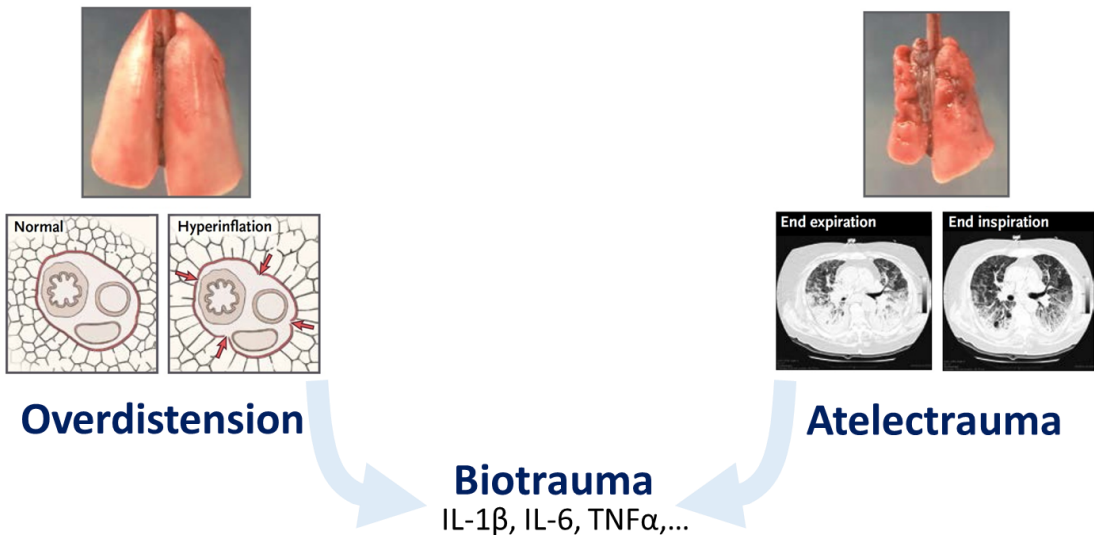 Normal
Hyperinflation
End expiration
End inspiration
Overdistension
Atelectrauma
Biotrauma
IL-1β, IL-6, TNFα,...